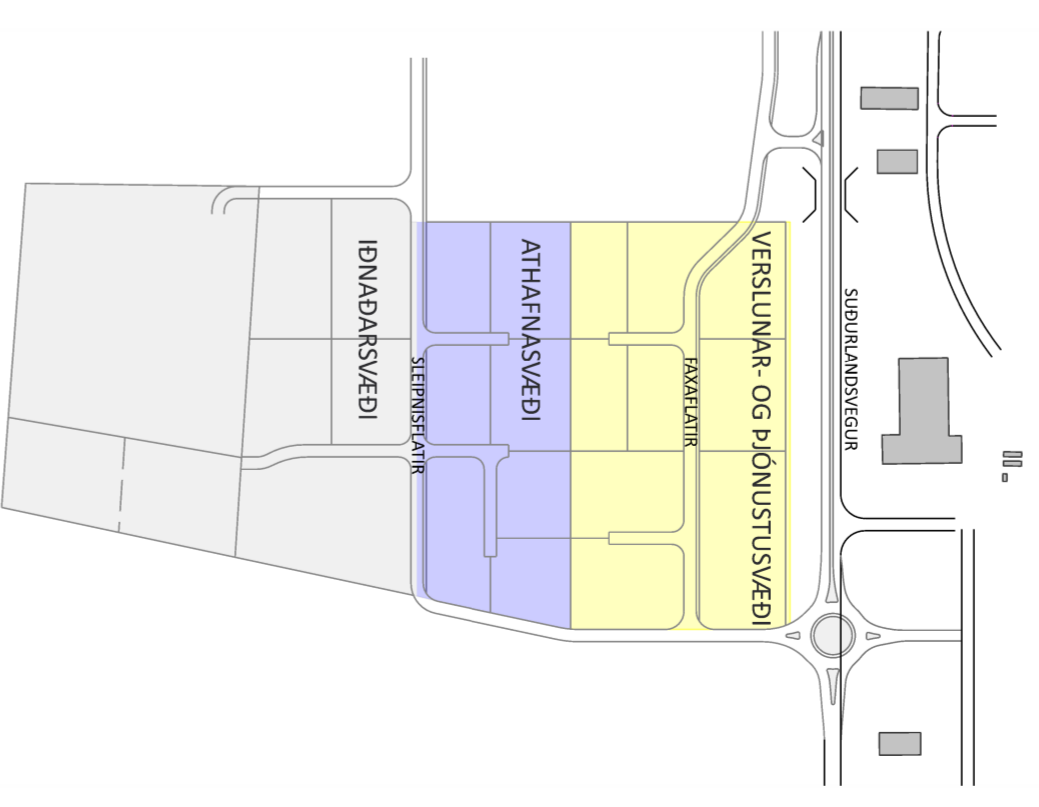 SUÐURLANDSVEGUR
VERSLUNAR- OG ÞJÓNUSTUSVÆÐI
FAXAFLATIR
ATHAFNASVÆÐI
SLEIPNISFLATIR
IÐNAÐARSVÆÐI